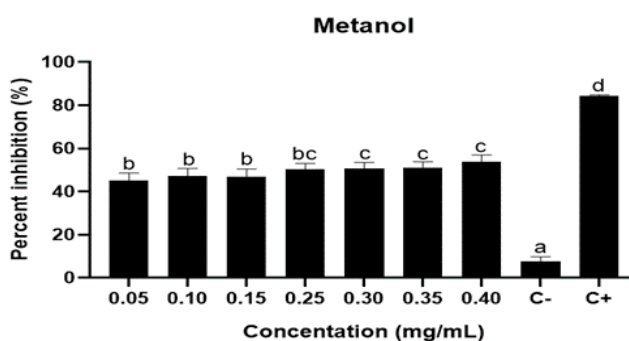 Metanol
Percent inhibition (%)
100
80
60
40
20
0
b b b bc c c c a d
0.05 0.10 0.15 0.25 0.30 0.35 0.40 C- C+
Concentation (mg/mL)